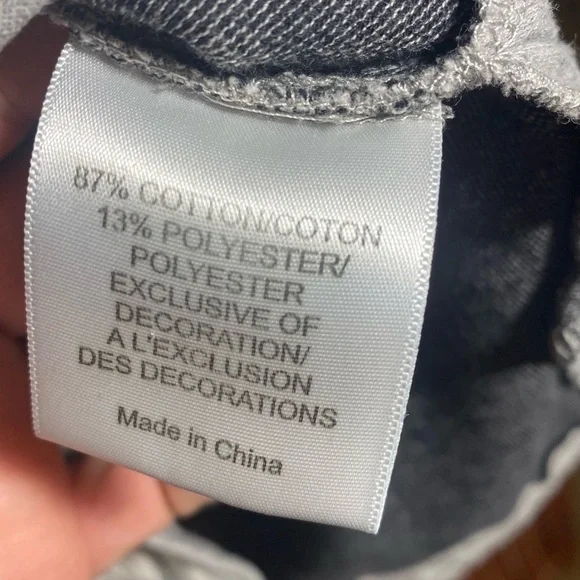 87% COTTON/COTON
13% POLYESTER/
POLYESTER
EXCLUSIVE OF
DECORATION/
A L'EXCLUSION
DES DECORATIONS
Made in China